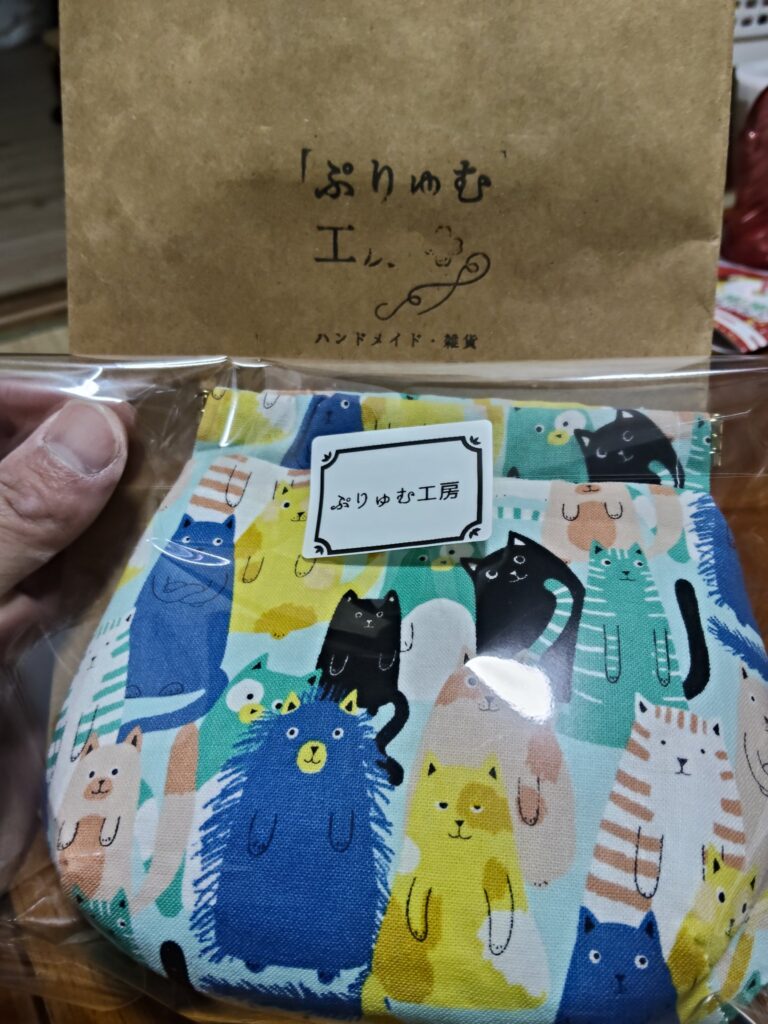 「ぷりゅむ
工
ハンドメイド・雑貨
ぷりゅむ工房